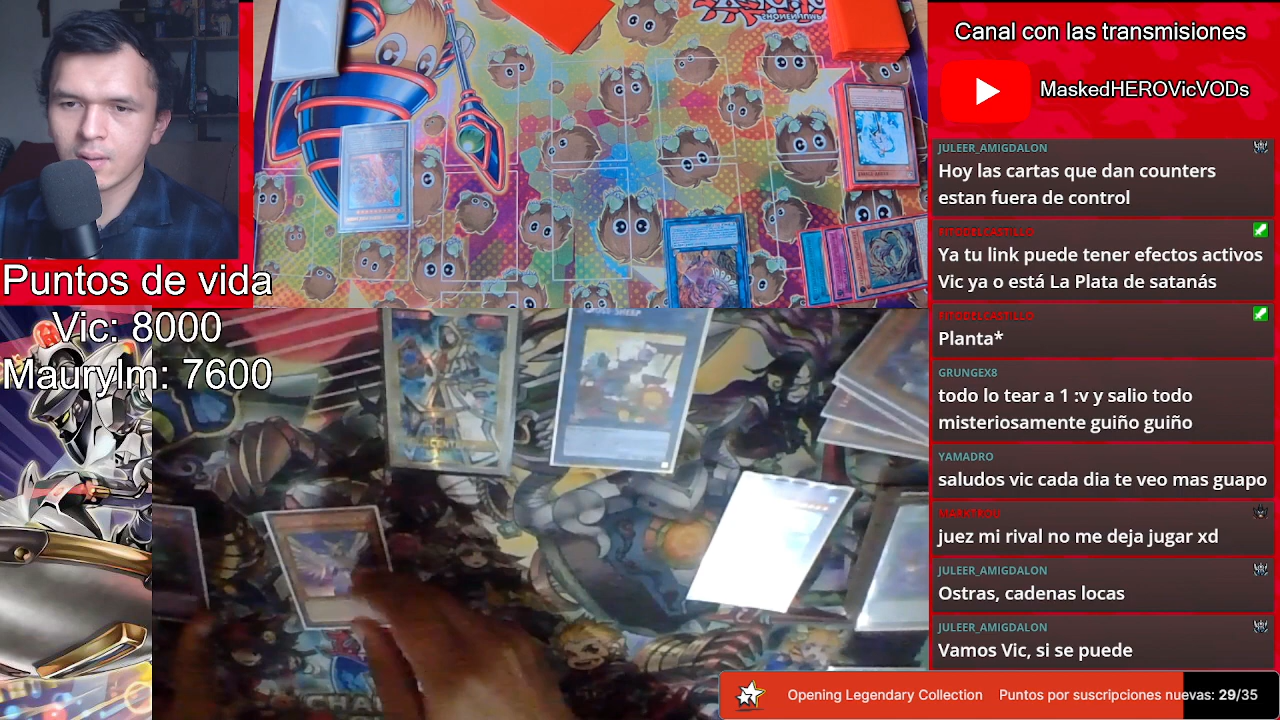 Canal con las transmisiones
MaskedHEROVicVODs
Puntos de vida
Vic: 8000
Maurylm: 7600
JULEER_AMIGDALON
Hoy las cartas que dan counters
estan fuera de control
FITODELCASTILLO
Ya tu link puede tener efectos activos
Vic ya o está La Plata de satanás
FITODELCASTILLO
Planta*
GRUNGEX8
todo lo tear a 1 :v y salio todo
misteriosamente guiño guiño
YAMADRO
saludos vic cada dia te veo mas guapo
MARKTROU
juez mi rival no me deja jugar xd
JULEER_AMIGDALON
Ostras, cadenas locas
JULEER_AMIGDALON
Vamos Vic, si se puede
Opening Legendary Collection Puntos por suscripciones nuevas: 29/35